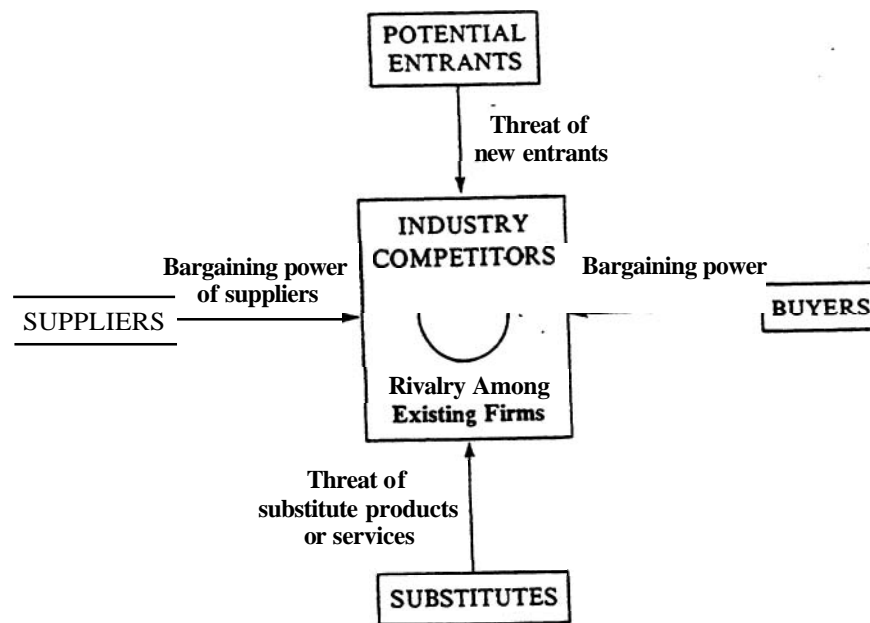 POTENTIAL
ENTRANTS
Threat of
new entrants
INDUSTRY
COMPETITORS
Bargaining power
of suppliers
Bargaining power
SUPPLIERS
BUYERS
Rivalry Among
Existing Firms
Threat of
substitute products
or services
SUBSTITUTES